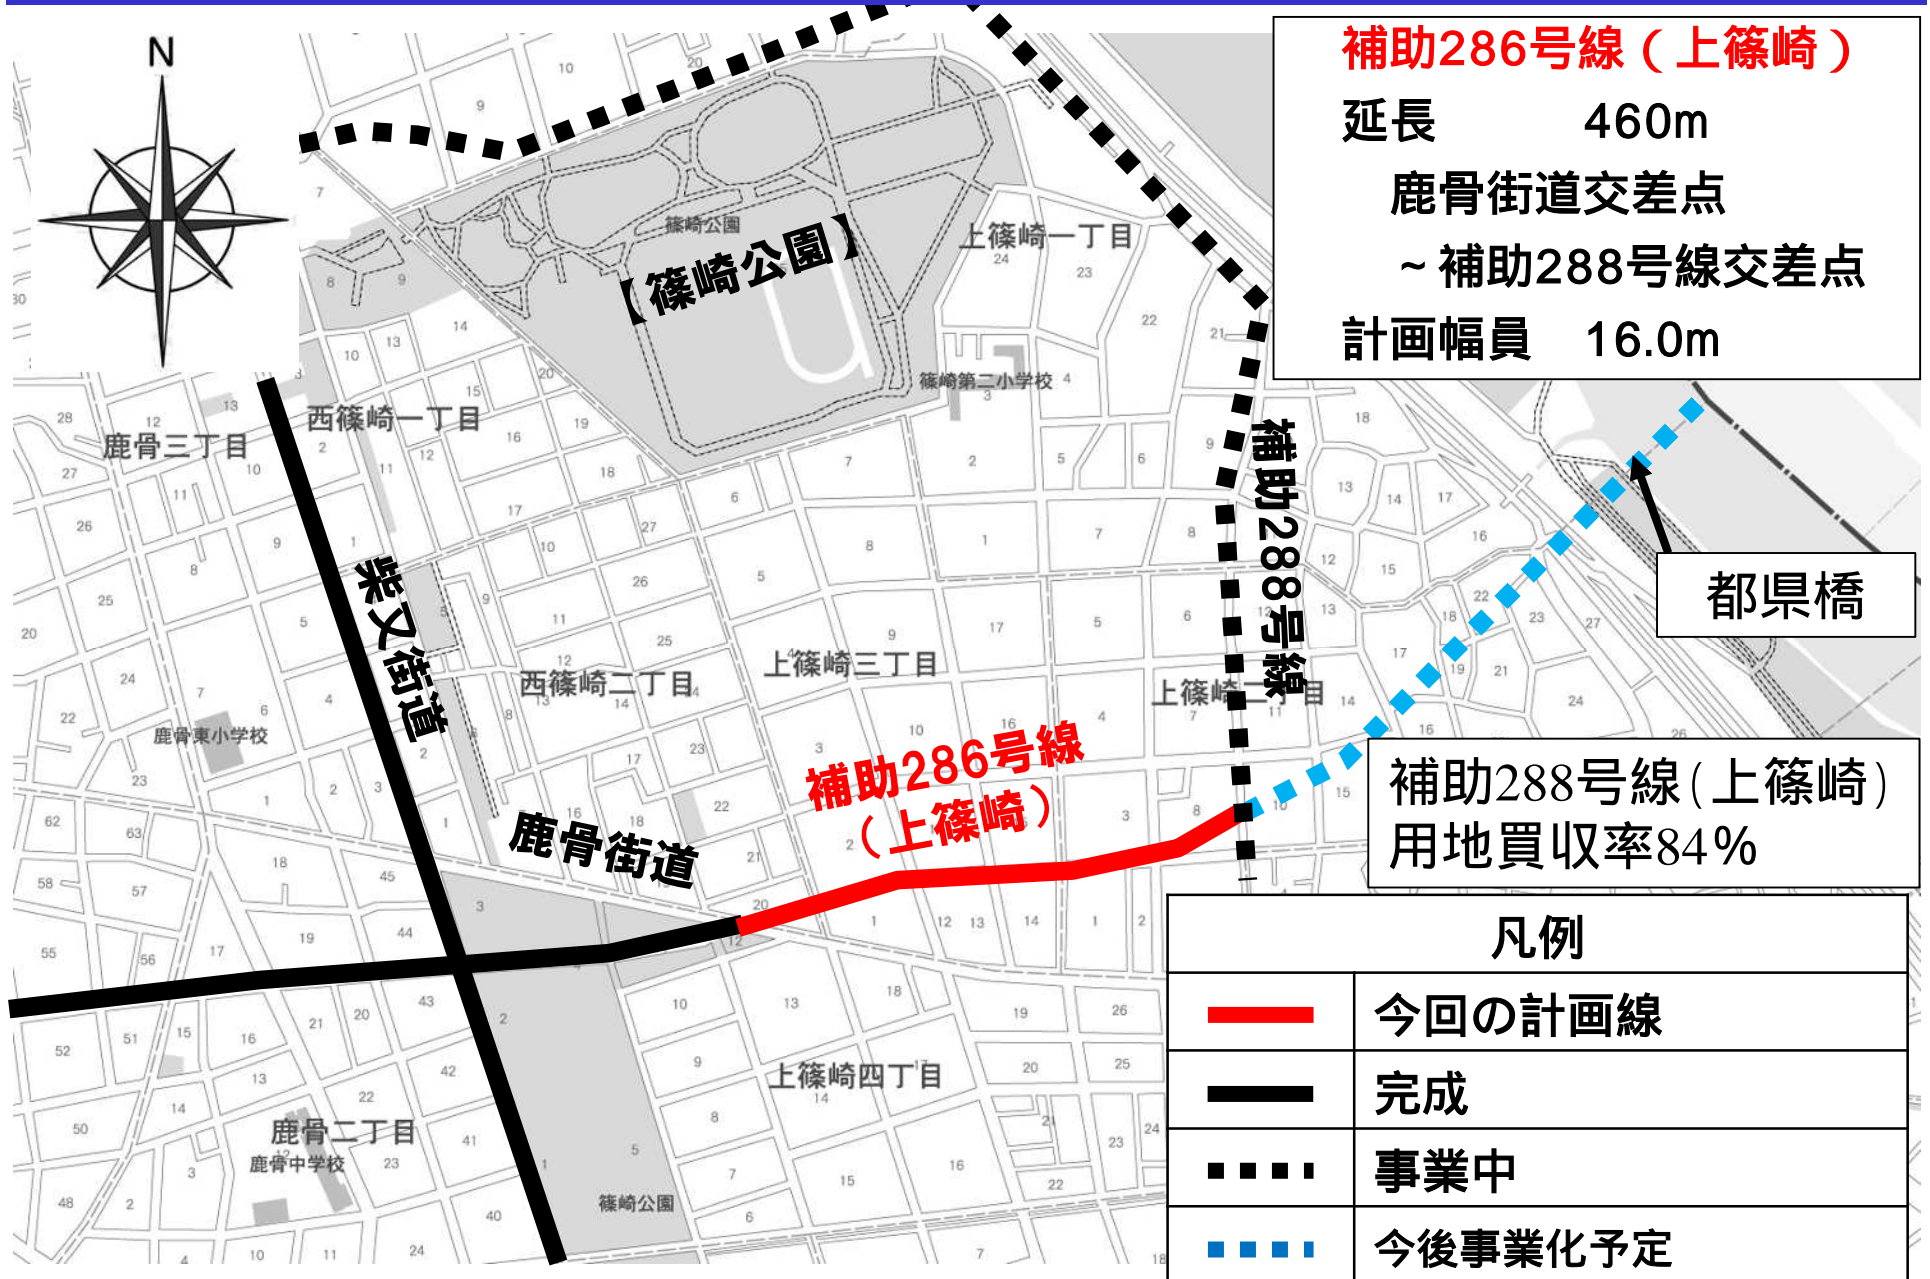 N
補助286号線（上篠崎）
延長 460m
鹿骨街道交差点
～補助288号線交差点
計画幅員 16.0m
篠崎公園
【篠崎公園】
上篠崎一丁目
篠崎第二小学校
西篠崎一丁目
鹿骨三丁目
補助288号線
柴又街道
都県橋
西篠崎二丁目
上篠崎三丁目
上篠崎二丁目
鹿骨東小学校
補助286号線
（上篠崎）
鹿骨街道
補助288号線(上篠崎)
用地買収率84%
上篠崎四丁目
鹿骨二丁目
鹿骨中学校
篠崎公園
凡例
今回の計画線
完成
事業中
今後事業化予定